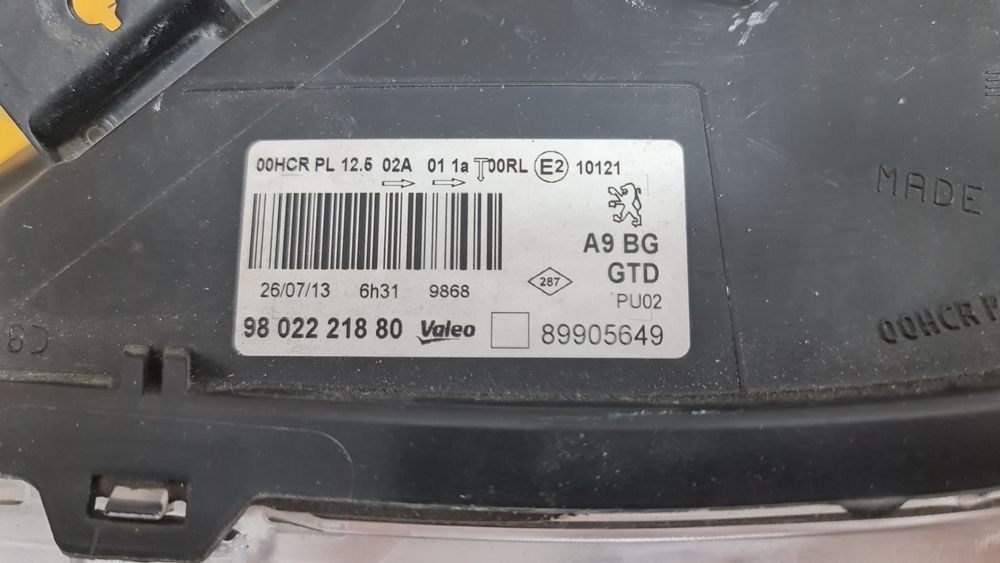 00HCR PL 12.5 02A 01 1a T00RL E2 10121
A9 BG
GTD
287
PU02
26/07/13 6h31 9868
98 022 218 80 Valeo 89905649
MADE
00HCR